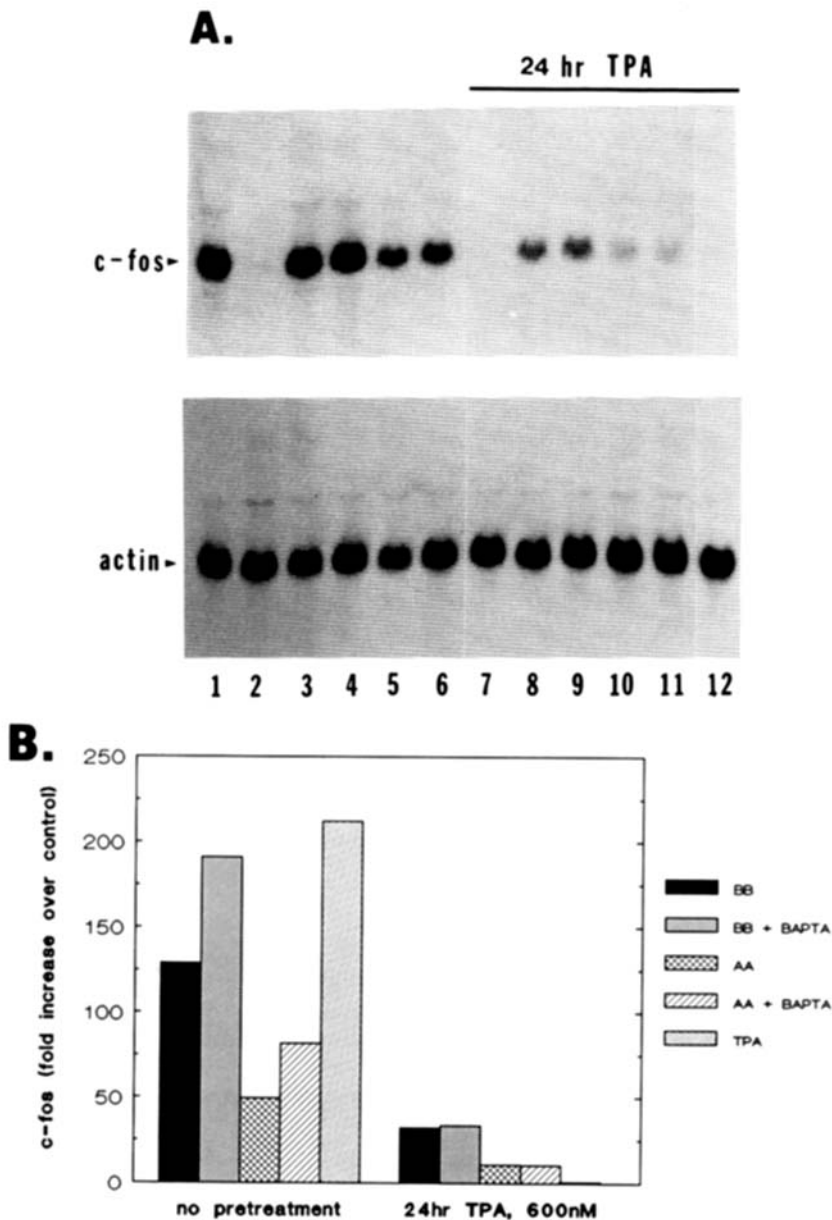 A.
24 hr TPA
c-fos
actin
1 2 3 4 5 6 7 8 9 10 11 12
B.
c-fos (fold increase over control)
250
200
150
100
50
0
no pretreatment
24hr TPA, 600nM
BB
BB + BAPTA
AA
AA + BAPTA
TPA